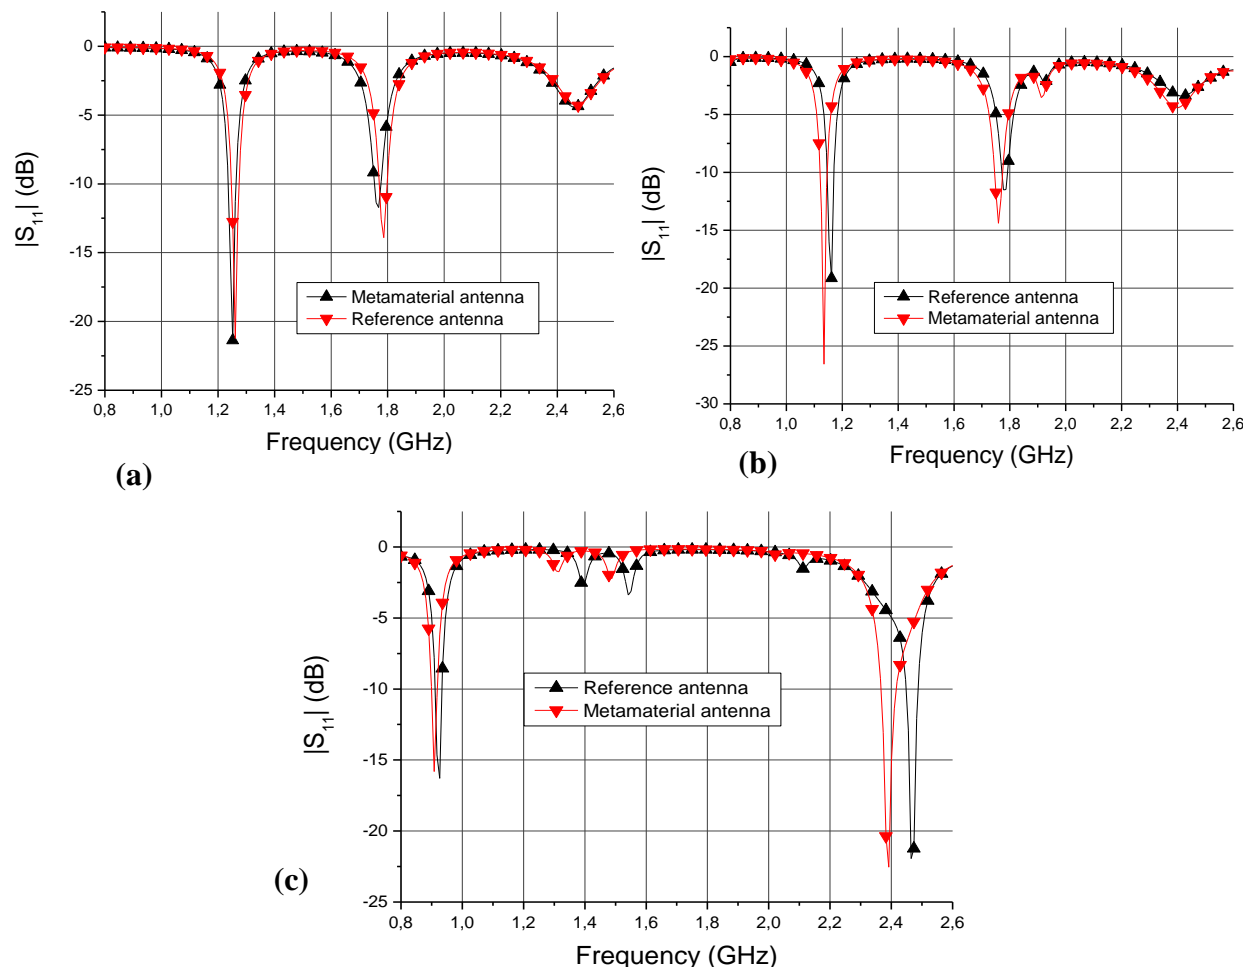 0
-5
-10
-15
-20
-25
|S11| (dB)
Metamaterial antenna
Reference antenna
0,8 1,0 1,2 1,4 1,6 1,8 2,0 2,2 2,4 2,6
Frequency (GHz)
(a)
0
-5
-10
-15
-20
-25
-30
|S11| (dB)
Reference antenna
Metamaterial antenna
0,8 1,0 1,2 1,4 1,6 1,8 2,0 2,2 2,4 2,6
Frequency (GHz)
(b)
0
-5
-10
-15
-20
-25
|S11| (dB)
Reference antenna
Metamaterial antenna
0,8 1,0 1,2 1,4 1,6 1,8 2,0 2,2 2,4 2,6
Frequency (GHz)
(c)